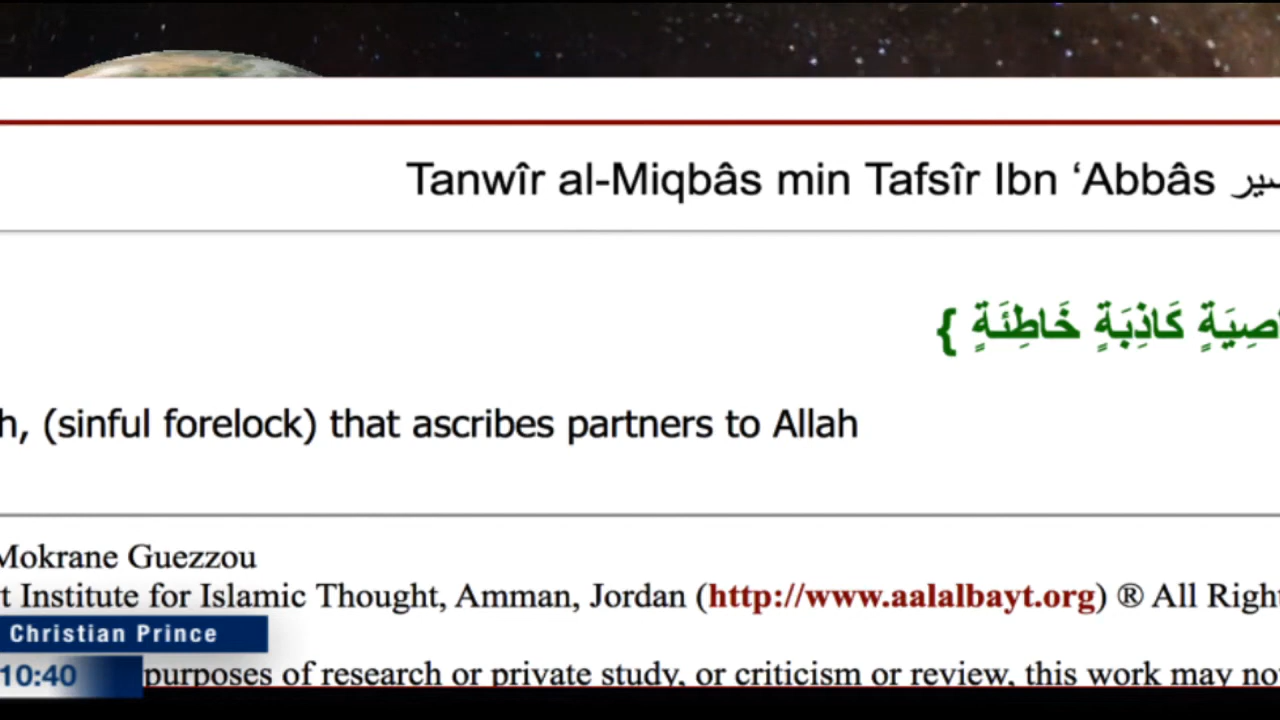 Tanwîr al-Miqbâs min Tafsîr Ibn ‘Abbâs
كَاذِبَةٍ خَاطِئَةٍ }
(sinful forelock) that ascribes partners to Allah
Mokrane Guezzou
Institute for Islamic Thought, Amman, Jordan (http://www.aalalbayt.org) ® All
Christian Prince
10:40
purposes of research or private study, or criticism or review, this work may